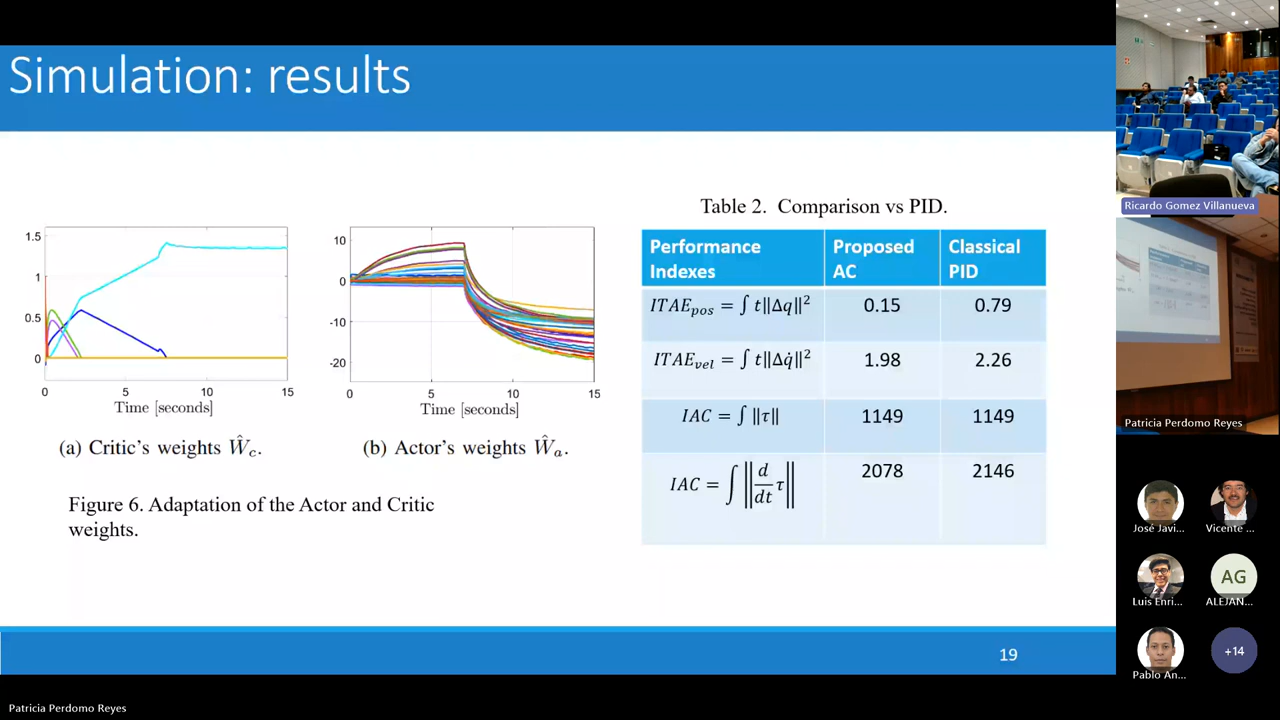 Simulation: results
1.5
1
0.5
0
0 5 10 15
Time [seconds]
(a) Critic's weights Ŵ_c.
10
0
-10
-20
0 5 10 15
Time [seconds]
(b) Actor's weights Ŵ_a.
Figure 6. Adaptation of the Actor and Critic
weights.
Table 2. Comparison vs PID.
Performance Indexes Proposed AC Classical PID
ITAE_pos = ∫ t‖Δq‖² 0.15 0.79
ITAE_vel = ∫ t‖Δq̇‖² 1.98 2.26
IAC = ∫ ‖τ‖ 1149 1149
IAC = ∫ ‖d/dt τ‖ 2078 2146
19
Ricardo Gomez Villanueva
Patricia Perdomo Reyes
José Javi... Vicente ...
AG
Luis Enri... ALEJAN...
+14
Pablo An...
Patricia Perdomo Reyes